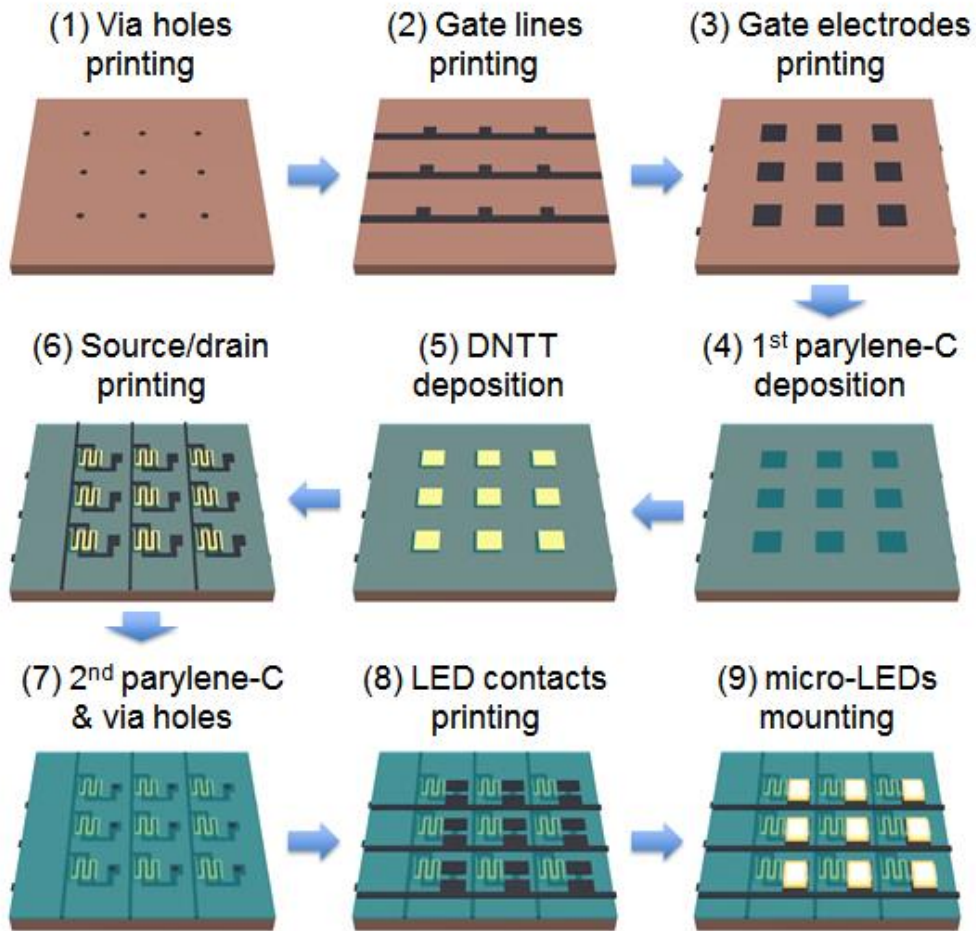 (1) Via holes
printing
(2) Gate lines
printing
(3) Gate electrodes
printing
(4) 1st parylene-C
deposition
(5) DNTT
deposition
(6) Source/drain
printing
(7) 2nd parylene-C
& via holes
(8) LED contacts
printing
(9) micro-LEDs
mounting